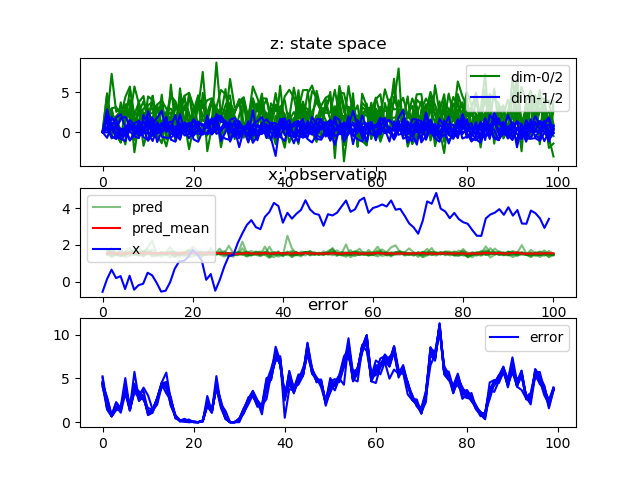 z: state space
5
0
dim-0/2
dim-1/2
0 20 40 60 80 100
x: observation
4
2
0
pred
pred_mean
x
0 20 40 60 80 100
error
10
5
0
error
0 20 40 60 80 100